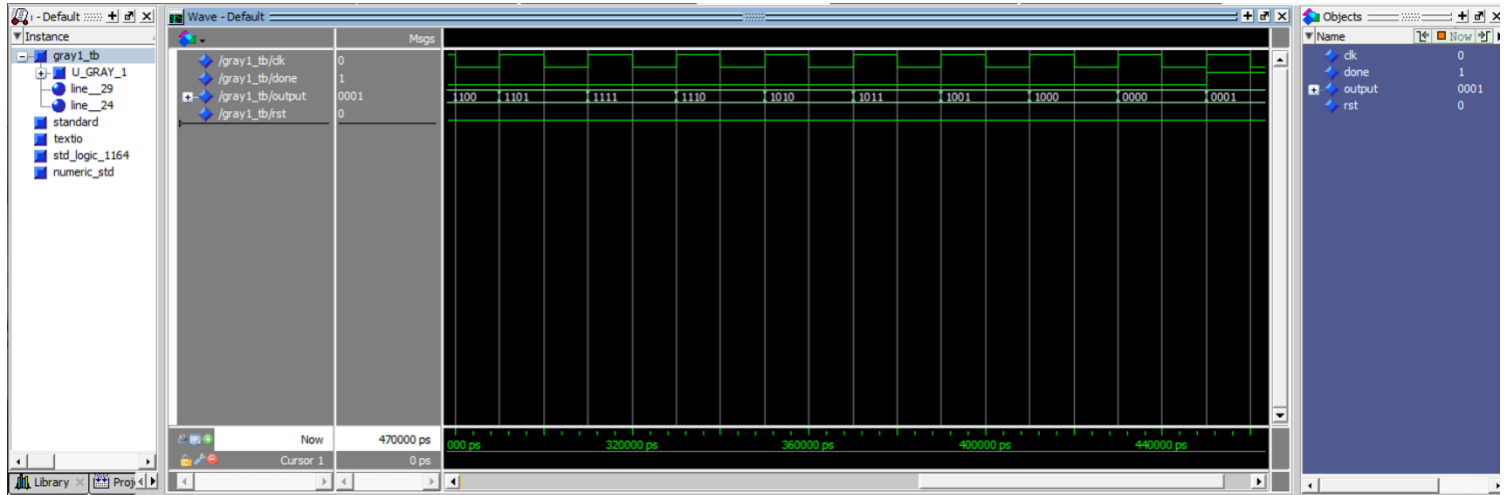 ı - Default
Instance
gray1_tb
U_GRAY_1
line__29
line__24
standard
textio
std_logic_1164
numeric_std
Library
Proj
Wave - Default
Msgs
/gray1_tb/clk 0
/gray1_tb/done 1
/gray1_tb/output 0001 1100 1101 1111 1110 1010 1011 1001 1000 0000 0001
/gray1_tb/rst 0
Now 470000 ps 000 ps 320000 ps 360000 ps 400000 ps 440000 ps
Cursor 1 0 ps
Objects
Name Now
clk 0
done 1
output 0001
rst 0